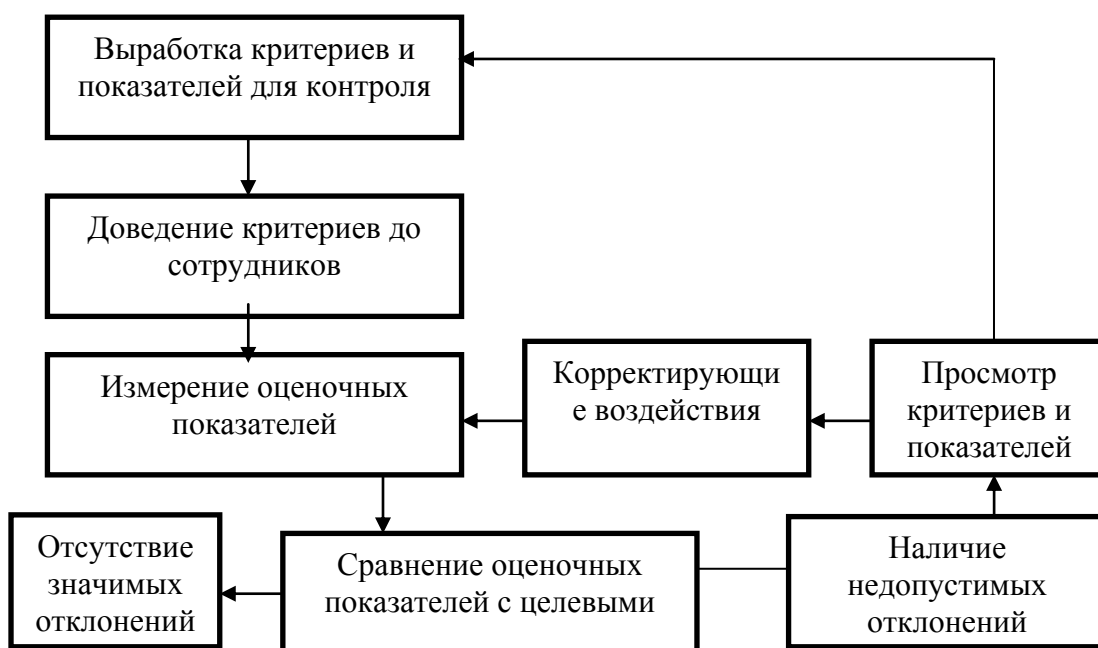 Выработка критериев и
показателей для контроля
Доведение критериев до
сотрудников
Измерение оценочных
показателей
Корректирующи
е воздействия
Просмотр
критериев и
показателей
Отсутствие
значимых
отклонений
Сравнение оценочных
показателей с целевыми
Наличие
недопустимых
отклонений